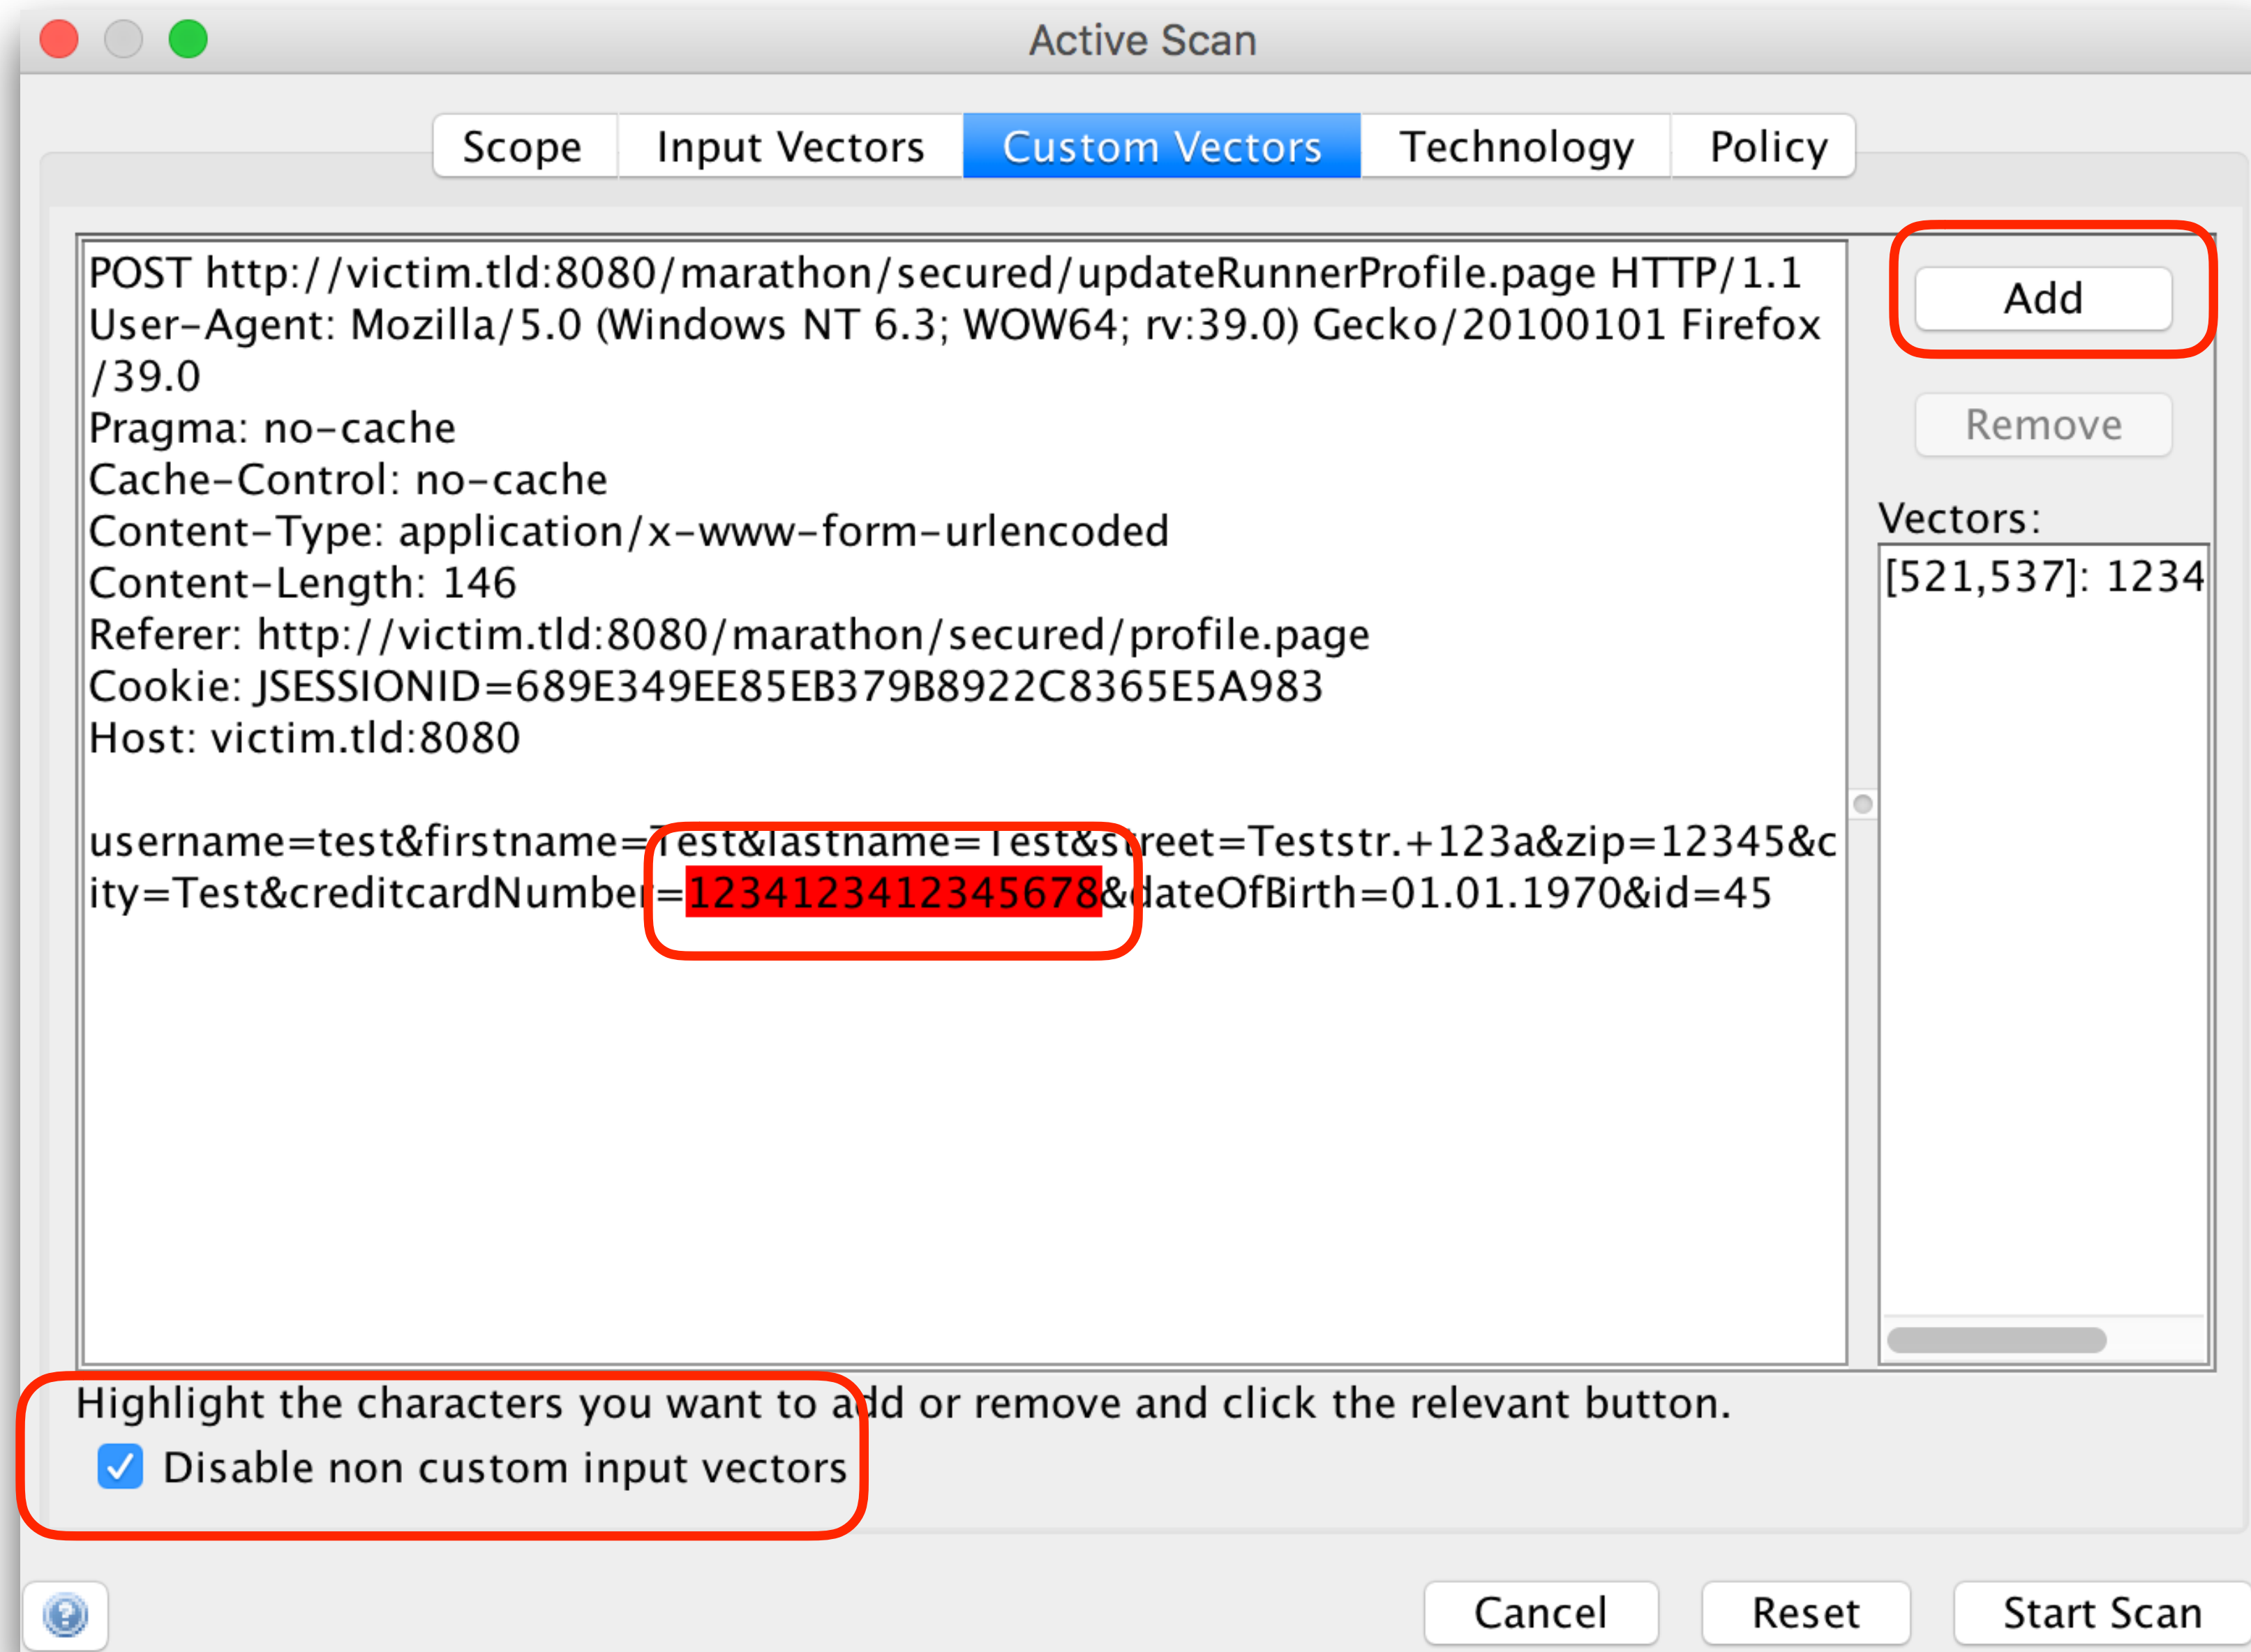 Active Scan
Scope Input Vectors Custom Vectors Technology Policy
POST http://victim.tld:8080/marathon/secured/updateRunnerProfile.page HTTP/1.1
User-Agent: Mozilla/5.0 (Windows NT 6.3; WOW64; rv:39.0) Gecko/20100101 Firefox
/39.0
Pragma: no-cache
Cache-Control: no-cache
Content-Type: application/x-www-form-urlencoded
Content-Length: 146
Referer: http://victim.tld:8080/marathon/secured/profile.page
Cookie: JSESSIONID=689E349EE85EB379B8922C8365E5A983
Host: victim.tld:8080
username=test&firstname=Test&lastname=Test&street=Teststr.+123a&zip=12345&c
ity=Test&creditcardNumber=1234123412345678&dateOfBirth=01.01.1970&id=45
Add
Remove
Vectors:
[521,537]: 1234
Highlight the characters you want to add or remove and click the relevant button.
Disable non custom input vectors
?
Cancel Reset Start Scan